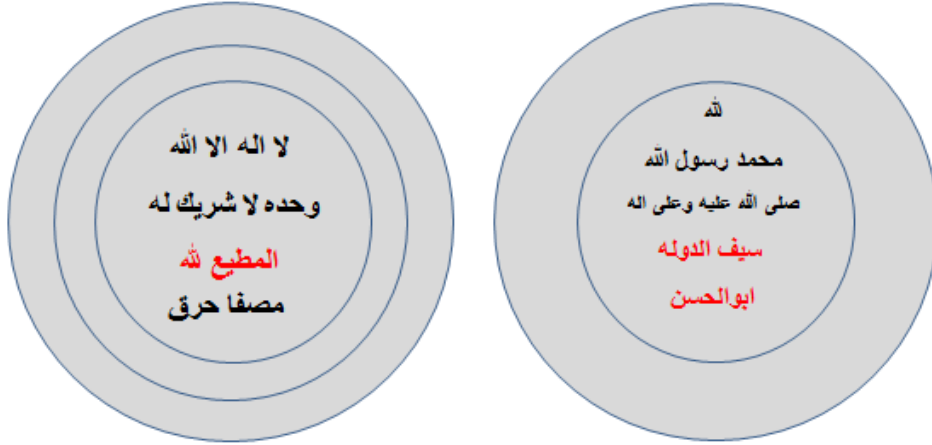 لا اله الا الله
وحده لا شريك له
المطيع لله
مصفا حرق
لله
محمد رسول الله
صلى الله عليه وعلى اله
سيف الدوله
ابوالحسن